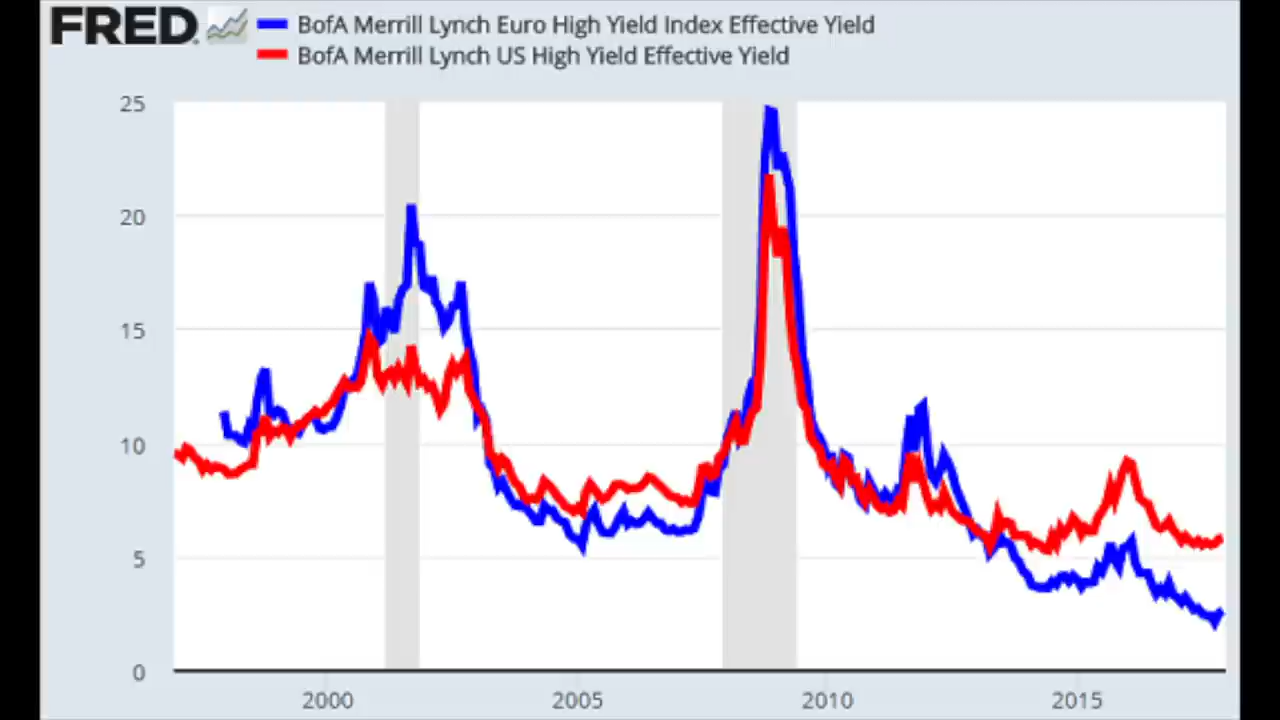 FRED
BofA Merrill Lynch Euro High Yield Index Effective Yield
BofA Merrill Lynch US High Yield Effective Yield
25
20
15
10
5
0
2000 2005 2010 2015